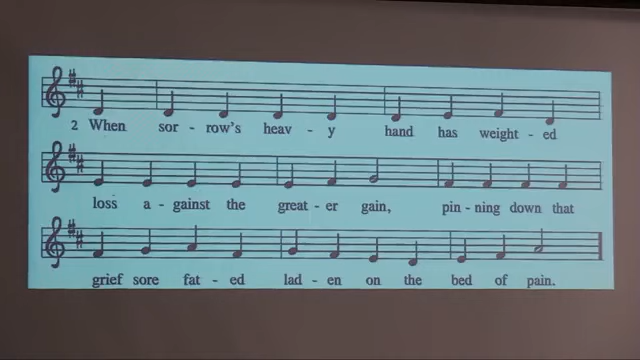 2 When sor - row's heav - y hand has weight - ed
loss a - gainst the great - er gain, pin - ning down that
grief sore fat - ed lad - en on the bed of pain.